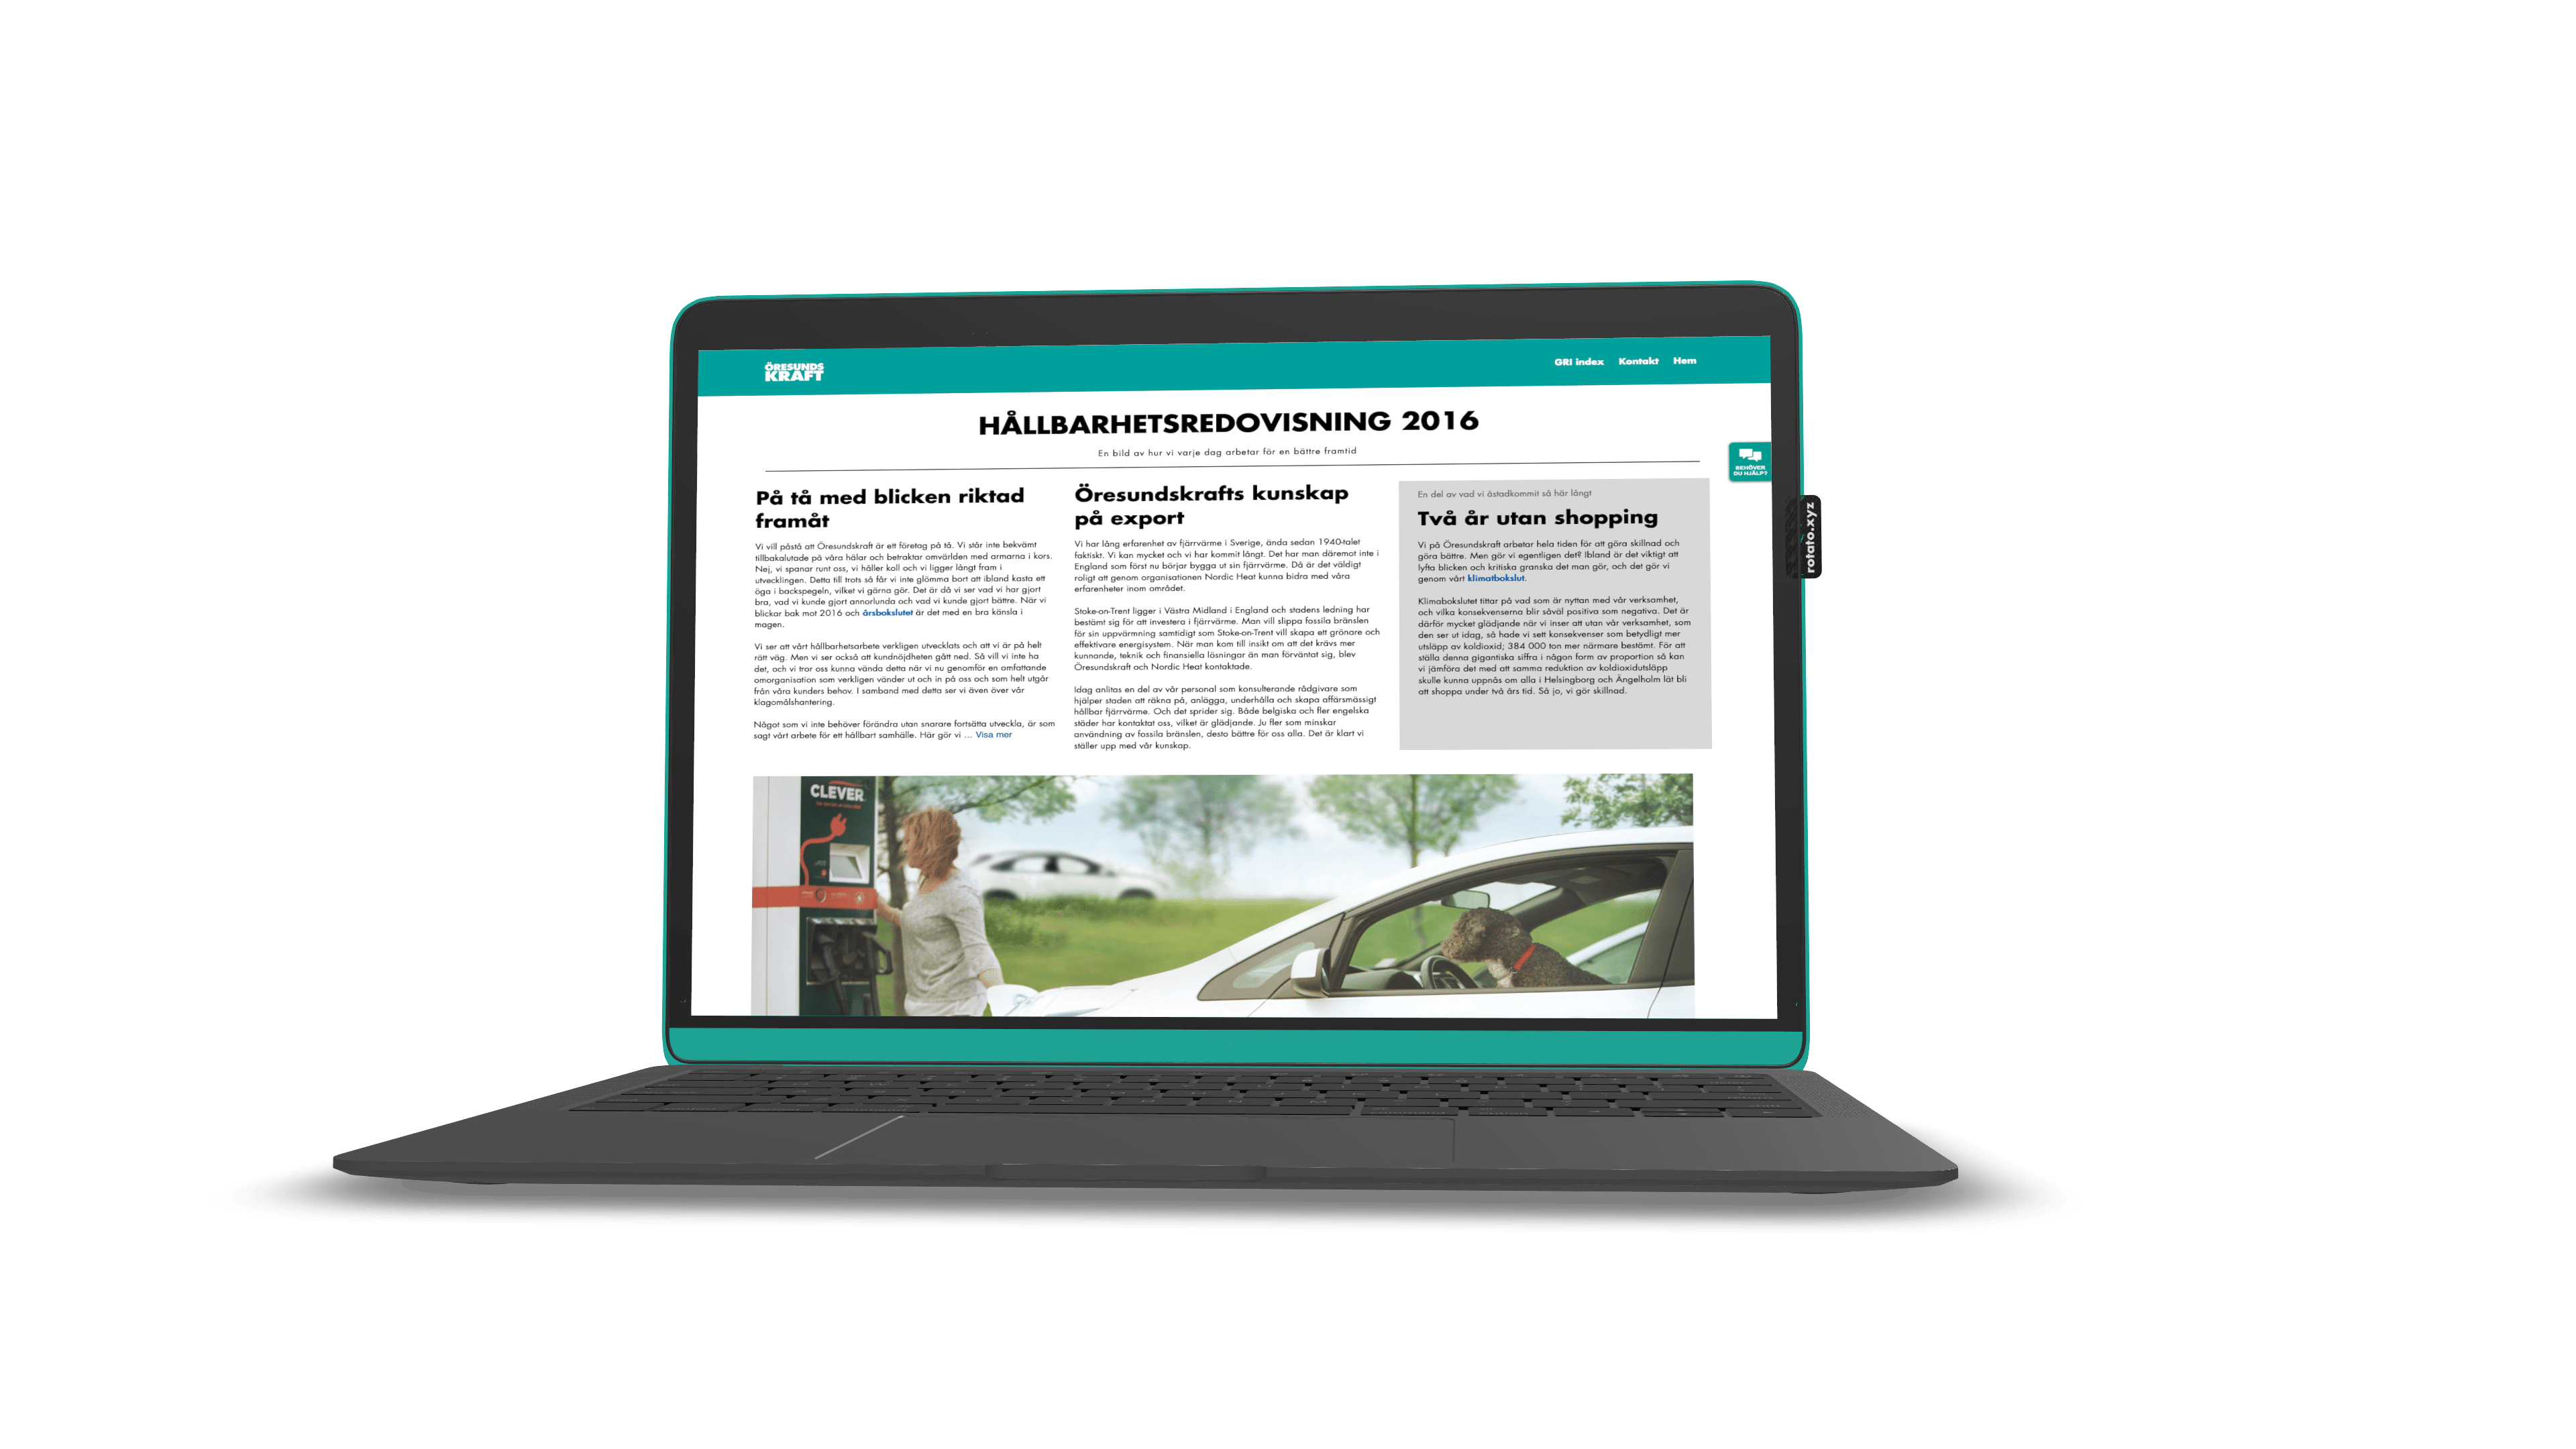 ÖRESUNDS
KRAFT
GRI index Kontakt Hem
HÅLLBARHETSREDOVISNING 2016
En bild av hur vi varje dag arbetar för en bättre framtid
BEHÖVER
DU HJÄLP?
På tå med blicken riktad
framåt
Vi vill påstå att Öresundskraft är ett företag på tå. Vi står inte bekvämt
tillbakalutade på våra hälar och betraktar omvärlden med armarna i kors.
Nej, vi spanar runt oss, vi håller koll och vi ligger långt fram i
utvecklingen. Detta till trots så får vi inte glömma bort att ibland kasta ett
öga i backspegeln, vilket vi gärna gör. Det är då vi ser vad vi har gjort
bra, vad vi kunde gjort annorlunda och vad vi kunde gjort bättre. När vi
blickar bak mot 2016 och årsbokslutet är det med en bra känsla i
magen.
Vi ser att vårt hållbarhetsarbete verkligen utvecklats och att vi är på helt
rätt väg. Men vi ser också att kundnöjdheten gått ned. Så vill vi inte ha
det, och vi tror oss kunna vända detta när vi nu genomför en omfattande
omorganisation som verkligen vänder ut och in på oss och som helt utgår
från våra kunders behov. I samband med detta ser vi även över vår
klagomålshantering.
Något som vi inte behöver förändra utan snarare fortsätta utveckla, är som
sagt vårt arbete för ett hållbart samhälle. Här gör vi ... Visa mer
Öresundskrafts kunskap
på export
Vi har lång erfarenhet av fjärrvärme i Sverige, ända sedan 1940-talet
faktiskt. Vi kan mycket och vi har kommit långt. Det har man däremot inte i
England som först nu börjar bygga ut sin fjärrvärme. Då är det väldigt
roligt att genom organisationen Nordic Heat kunna bidra med våra
erfarenheter inom området.
Stoke-on-Trent ligger i Västra Midland i England och stadens ledning har
bestämt sig för att investera i fjärrvärme. Man vill slippa fossila bränslen
för sin uppvärmning samtidigt som Stoke-on-Trent vill skapa ett grönare och
effektivare energisystem. När man kom till insikt om att det krävs mer
kunnande, teknik och finansiella lösningar än man förväntat sig, blev
Öresundskraft och Nordic Heat kontaktade.
Idag anlitas en del av vår personal som konsulterande rådgivare som
hjälper staden att räkna på, anlägga, underhålla och skapa affärsmässigt
hållbar fjärrvärme. Och det sprider sig. Både belgiska och fler engelska
städer har kontaktat oss, vilket är glädjande. Ju fler som minskar
användning av fossila bränslen, desto bättre för oss alla. Det är klart vi
ställer upp med vår kunskap.
En del av vad vi åstadkommit så här långt
Två år utan shopping
Vi på Öresundskraft arbetar hela tiden för att göra skillnad och
göra bättre. Men gör vi egentligen det? Ibland är det viktigt att
lyfta blicken och kritiska granska det man gör, och det gör vi
genom vårt klimatbokslut.
Klimabokslutet tittar på vad som är nyttan med vår verksamhet,
och vilka konsekvenserna blir såväl positiva som negativa. Det är
därför mycket glädjande när vi inser att utan vår verksamhet, som
den ser ut idag, så hade vi sett konsekvenser som betydligt mer
utsläpp av koldioxid; 384 000 ton mer närmare bestämt. För att
ställa denna gigantiska siffra i någon form av proportion så kan
vi jämföra det med att samma reduktion av koldioxidutsläpp
skulle kunna uppnås om alla i Helsingborg och Ängelholm lät bli
att shoppa under två års tid. Så jo, vi gör skillnad.
CLEVER
rotato.xyz